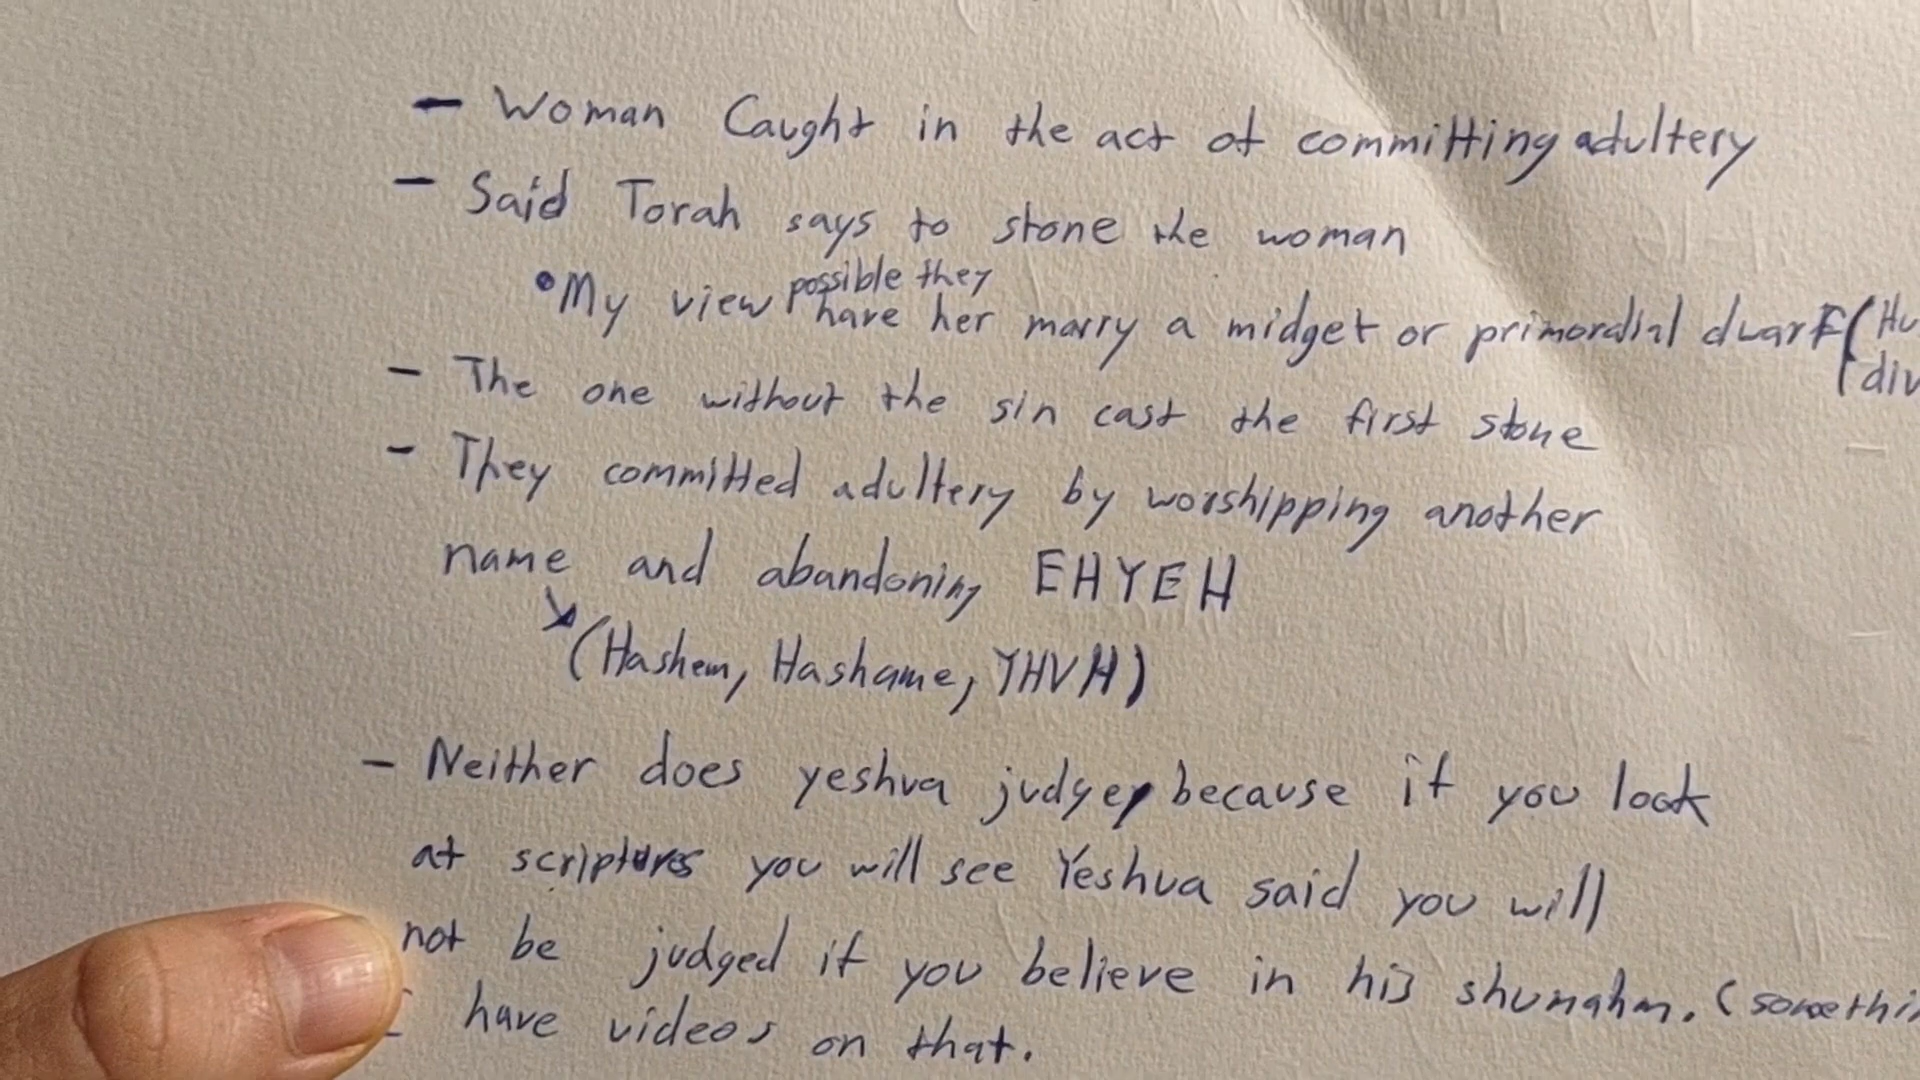 - Woman Caught in the act of committing adultery
- Said Torah says to stone the woman
possible they
• My view have her marry a midget or primordial dwarf (Hu
div
- The one without the sin cast the first stone
- They committed adultery by worshipping another
name and abandoning EHYEH
(Hashem, Hashame, YHVH)
- Neither does yeshua judge, because if you look
at scriptures you will see Yeshua said you will
not be judged if you believe in his shumahm. (somethin
I have videos on that.